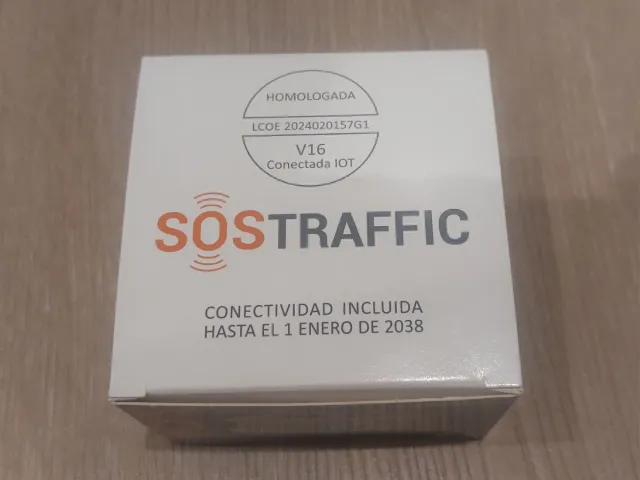 HOMOLOGADA
LCOE 2024020157G1
V16
Conectada IOT
SOSTRAFFIC
CONECTIVIDAD INCLUIDA
HASTA EL 1 ENERO DE 2038